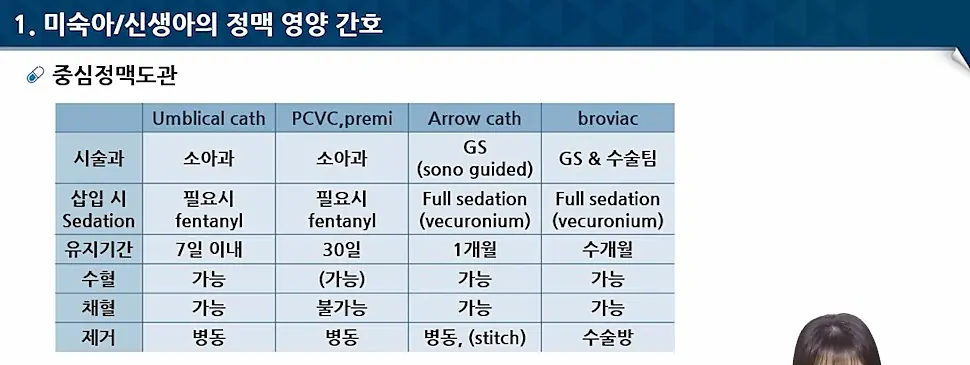 1. 미숙아/신생아의 정맥 영양 간호
중심정맥도관
Umblical cath PCVC,premi Arrow cath broviac
시술과 소아과 소아과 GS (sono guided) GS & 수술팀
삽입 시 Sedation 필요시 fentanyl 필요시 fentanyl Full sedation (vecuronium) Full sedation (vecuronium)
유지기간 7일 이내 30일 1개월 수개월
수혈 가능 (가능) 가능 가능
채혈 가능 불가능 가능 가능
제거 병동 병동 병동, (stitch) 수술방